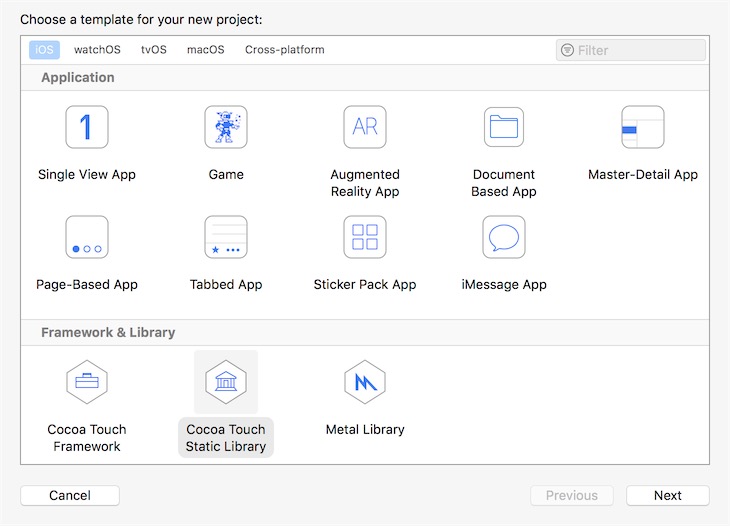 Choose a template for your new project:
iOS watchOS tvOS macOS Cross-platform Filter
Application
1 AR
Single View App Game Augmented Reality App Document Based App Master-Detail App
Page-Based App Tabbed App Sticker Pack App iMessage App
Framework & Library
Cocoa Touch Framework Cocoa Touch Static Library Metal Library
Cancel Previous Next